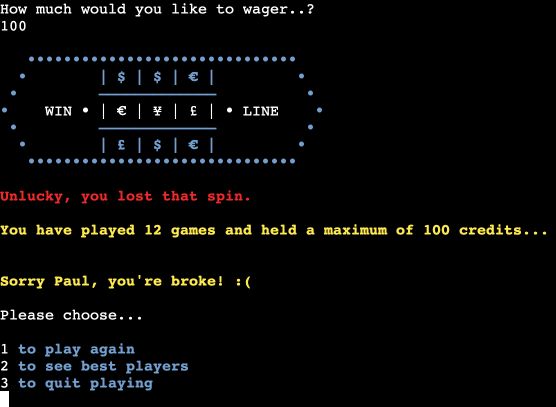 How much would you like to wager..?
100
| $ | $ | € |
WIN • | € | ¥ | £ | • LINE
| £ | $ | € |
Unlucky, you lost that spin.
You have played 12 games and held a maximum of 100 credits...
Sorry Paul, you're broke! :(
Please choose...
1 to play again
2 to see best players
3 to quit playing